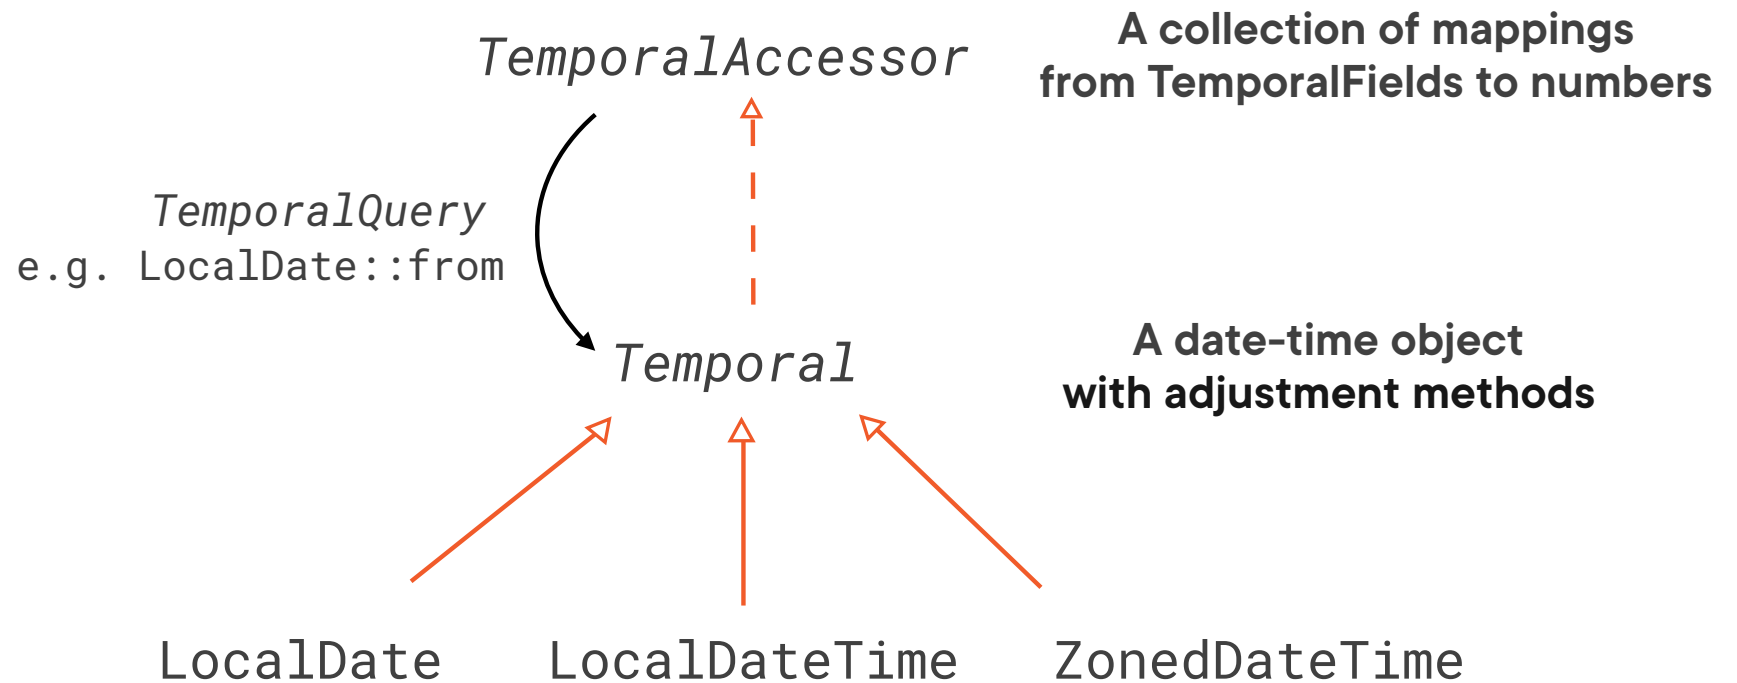 TemporalAccessor
A collection of mappings
from TemporalFields to numbers
TemporalQuery
e.g. LocalDate::from
Temporal
A date-time object
with adjustment methods
LocalDate
LocalDateTime
ZonedDateTime